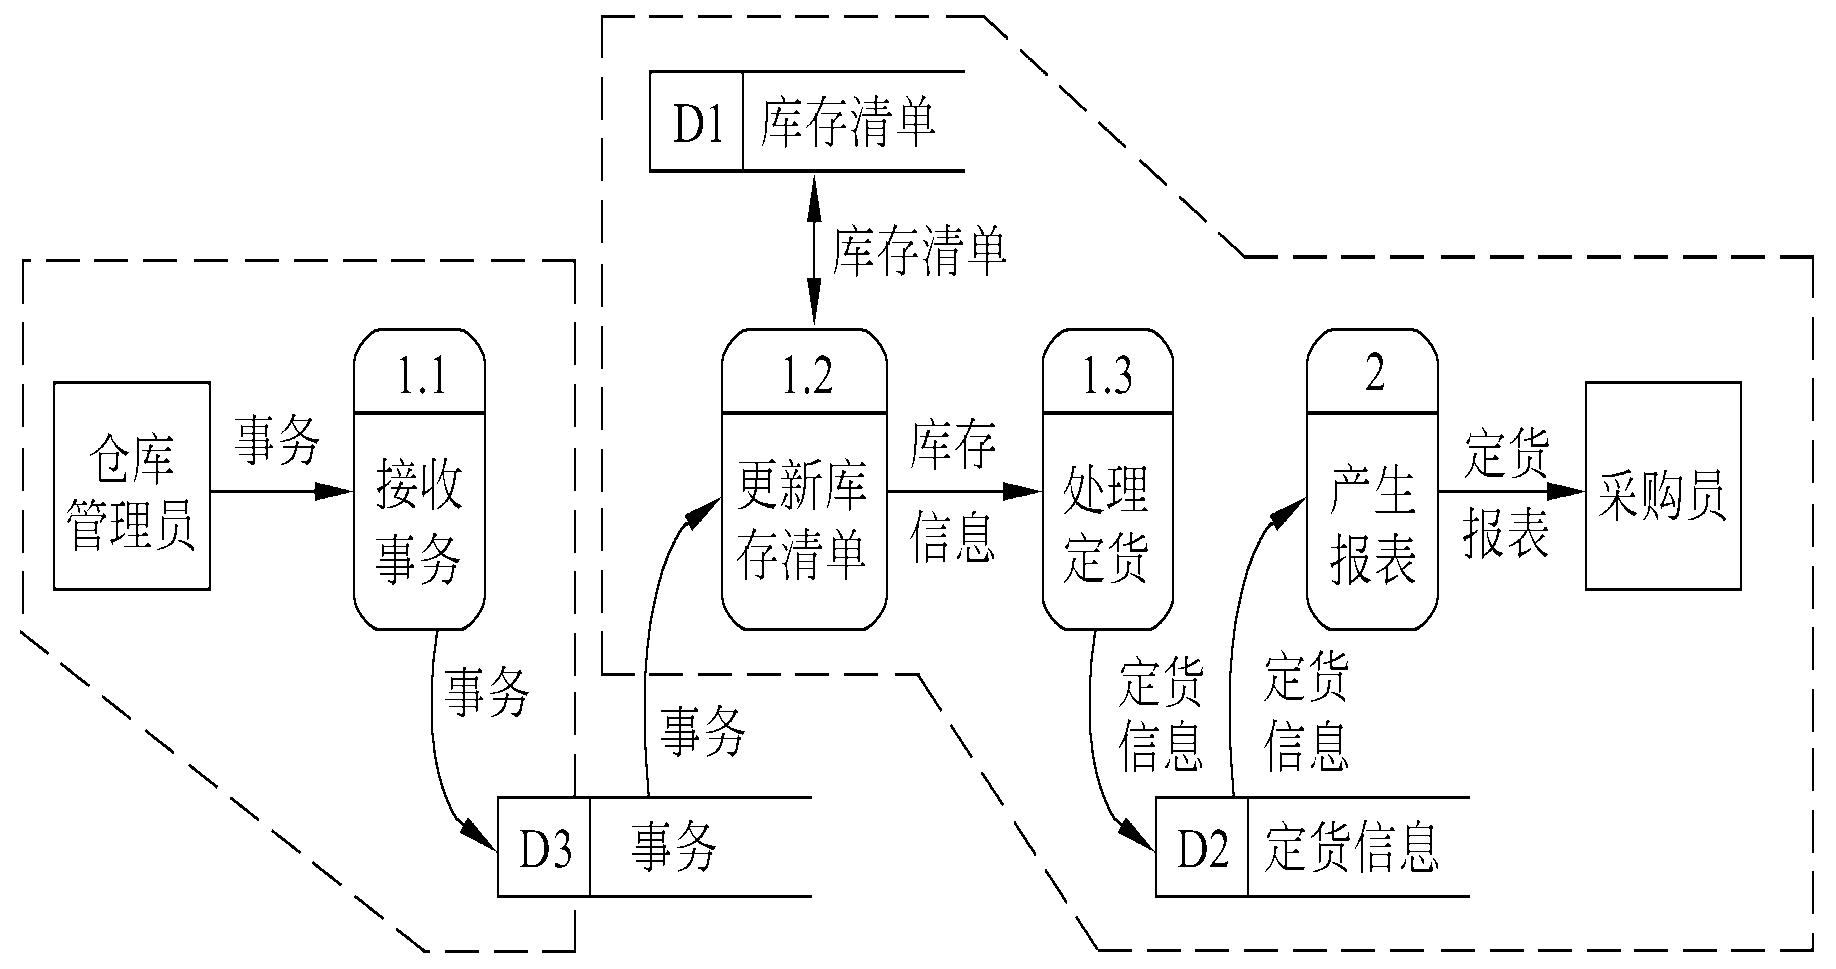 D1 库存清单
库存清单
1.1
1.2
1.3
2
仓库
管理员
事务
接收
事务
更新库
存清单
库存
信息
处理
定货
产生
报表
定货
报表
采购员
事务
事务
定货
信息
定货
信息
D3 事务
D2 定货信息